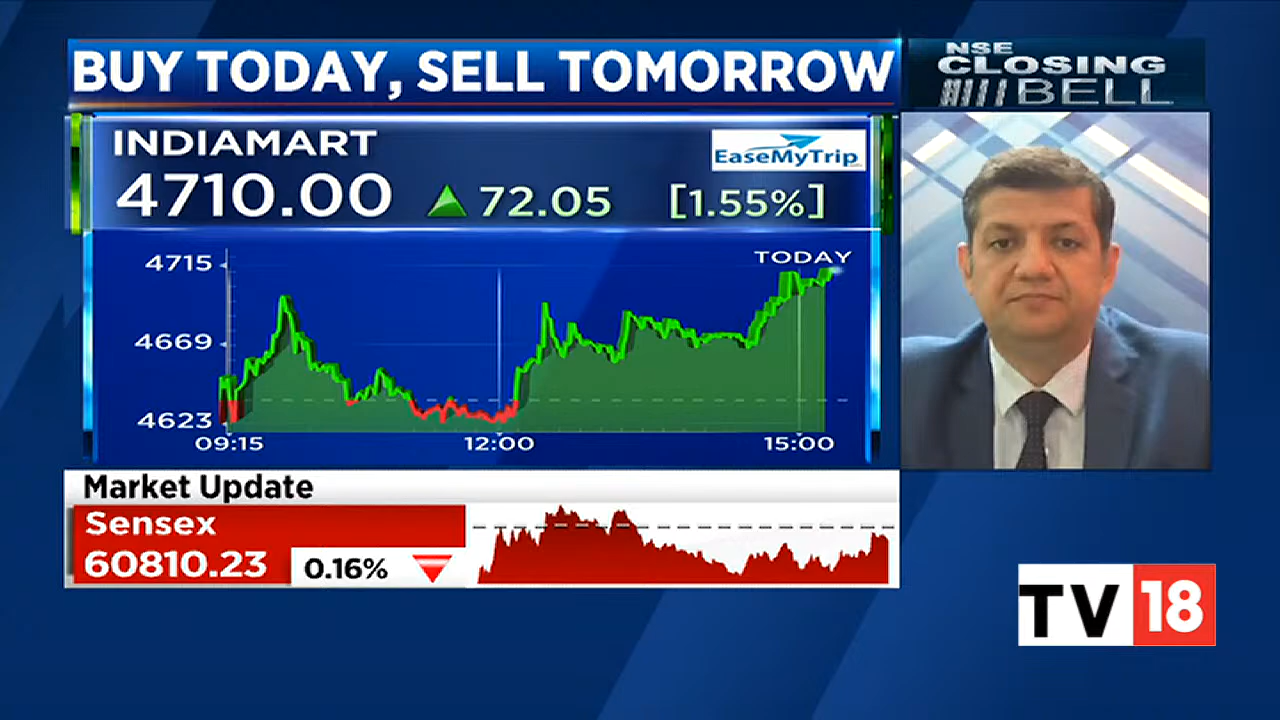 BUY TODAY, SELL TOMORROW
NSE
CLOSING
BELL
INDIAMART
EaseMyTrip
4710.00
72.05
[1.55%]
TODAY
4715
4669
4623
09:15
12:00
15:00
Market Update
Sensex
60810.23
0.16%
TV18